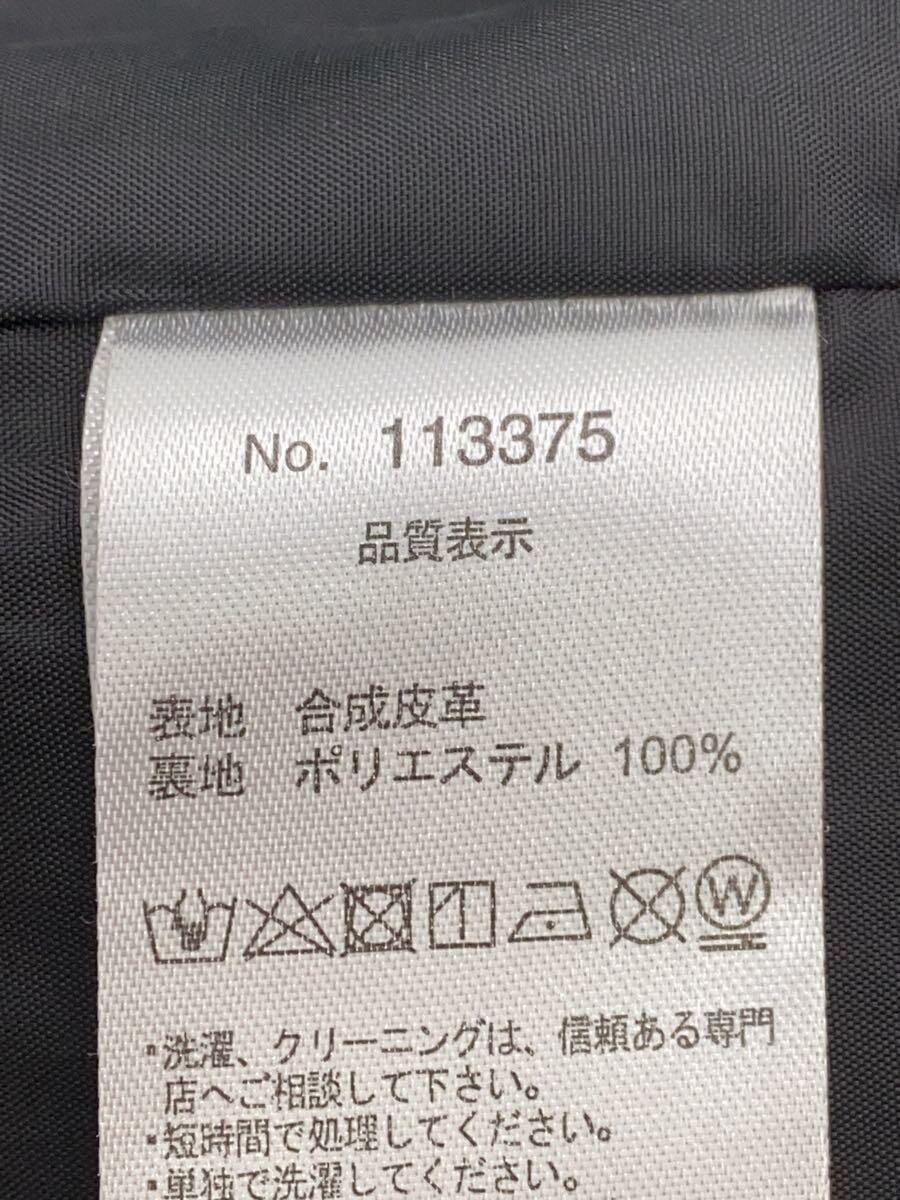 No. 113375
品質表示
表地 合成皮革
裏地 ポリエステル 100%
W
・洗濯、クリーニングは、信頼ある専門
店へご相談して下さい。
・短時間で処理してください。
・単独で洗濯してください。